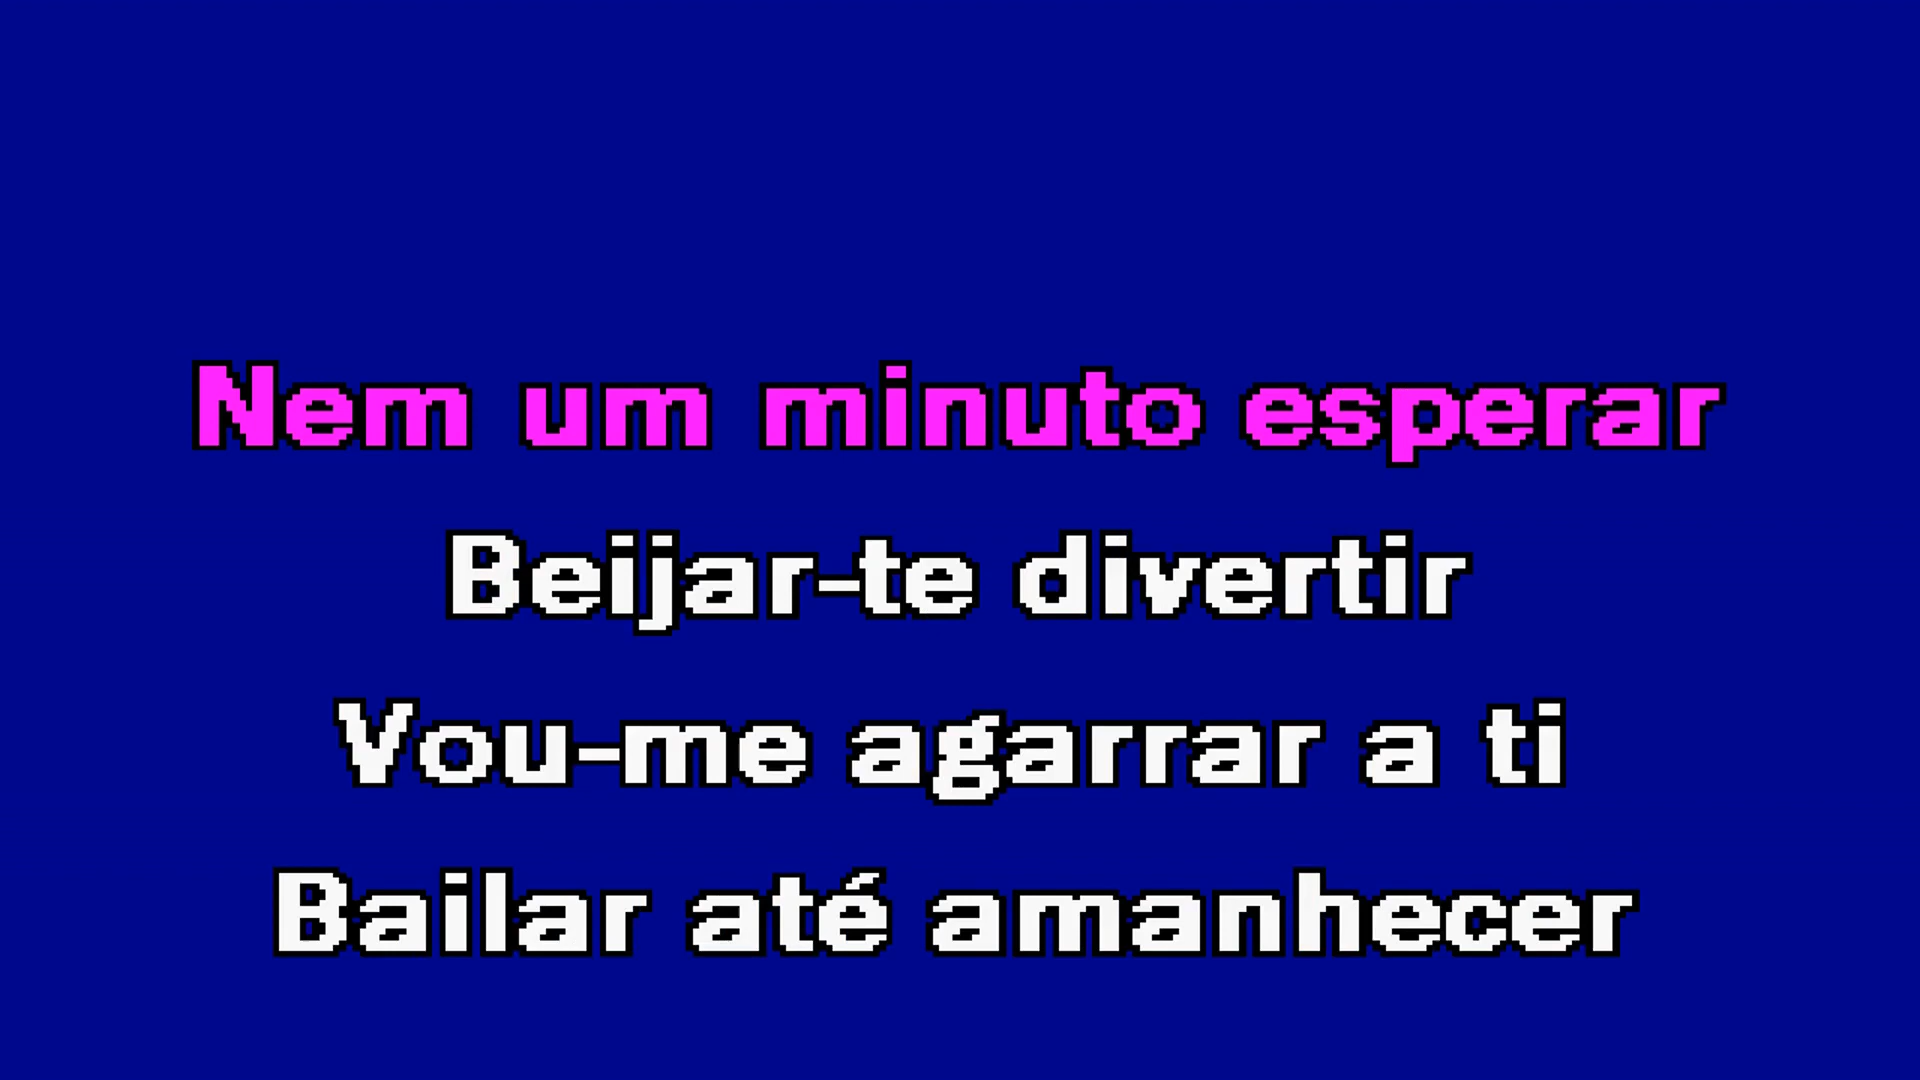 Nem um minuto esperar
Beijar-te divertir
Vou-me agarrar a ti
Bailar até amanhecer